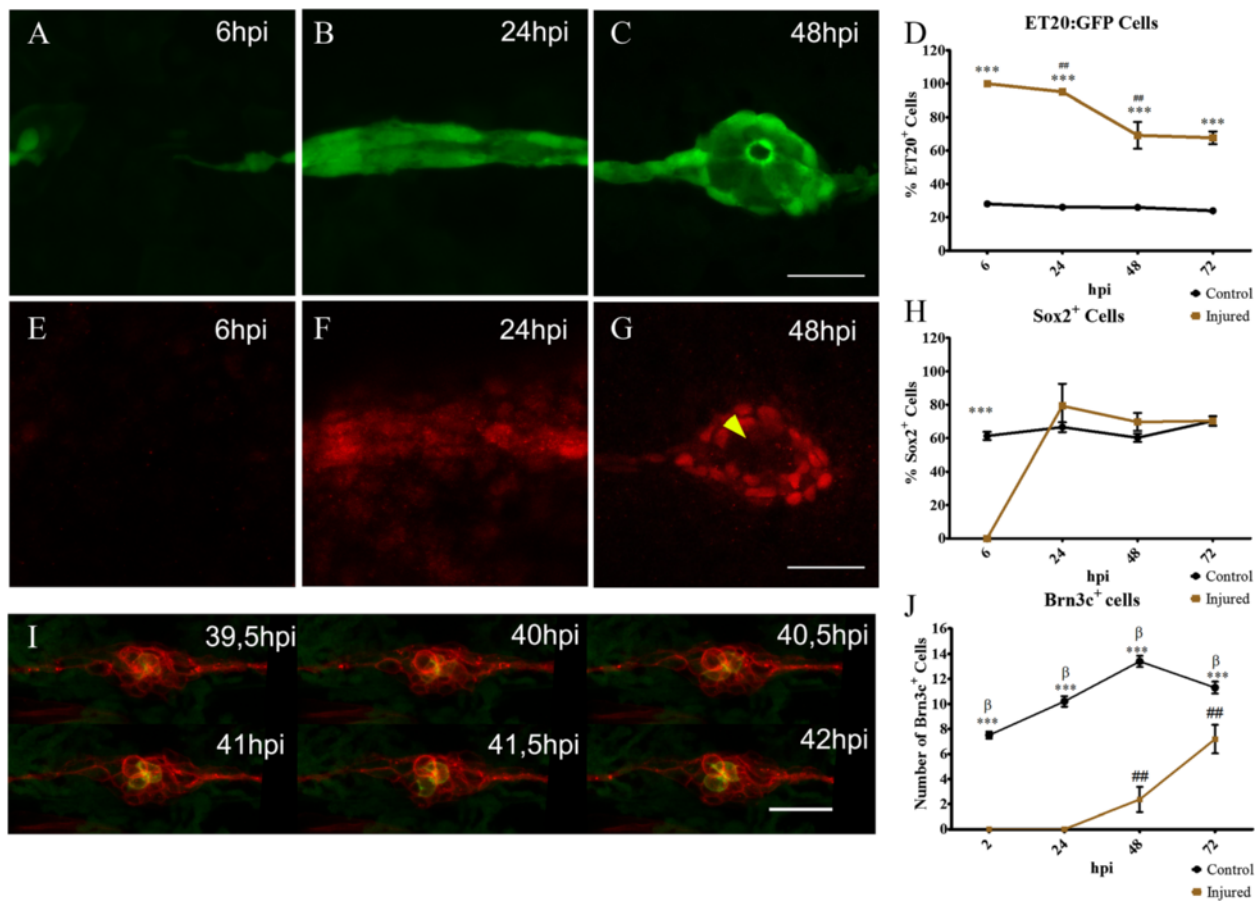 A 6hpi
B 24hpi
C 48hpi
D ET20:GFP Cells
% ET20+ Cells
120
100
80
60
40
20
0
***
##
***
##
***
***
6
24
48
72
hpi
Control
Injured
E 6hpi
F 24hpi
G 48hpi
H Sox2+ Cells
% Sox2+ Cells
120
100
80
60
40
20
0
***
6
24
48
72
hpi
Control
Injured
I 39,5hpi
40hpi
40,5hpi
41hpi
41,5hpi
42hpi
J Brn3c+ cells
Number of Brn3c+ Cells
16
14
12
10
8
6
4
2
0
β
***
β
***
β
***
β
***
##
##
2
24
48
72
hpi
Control
Injured